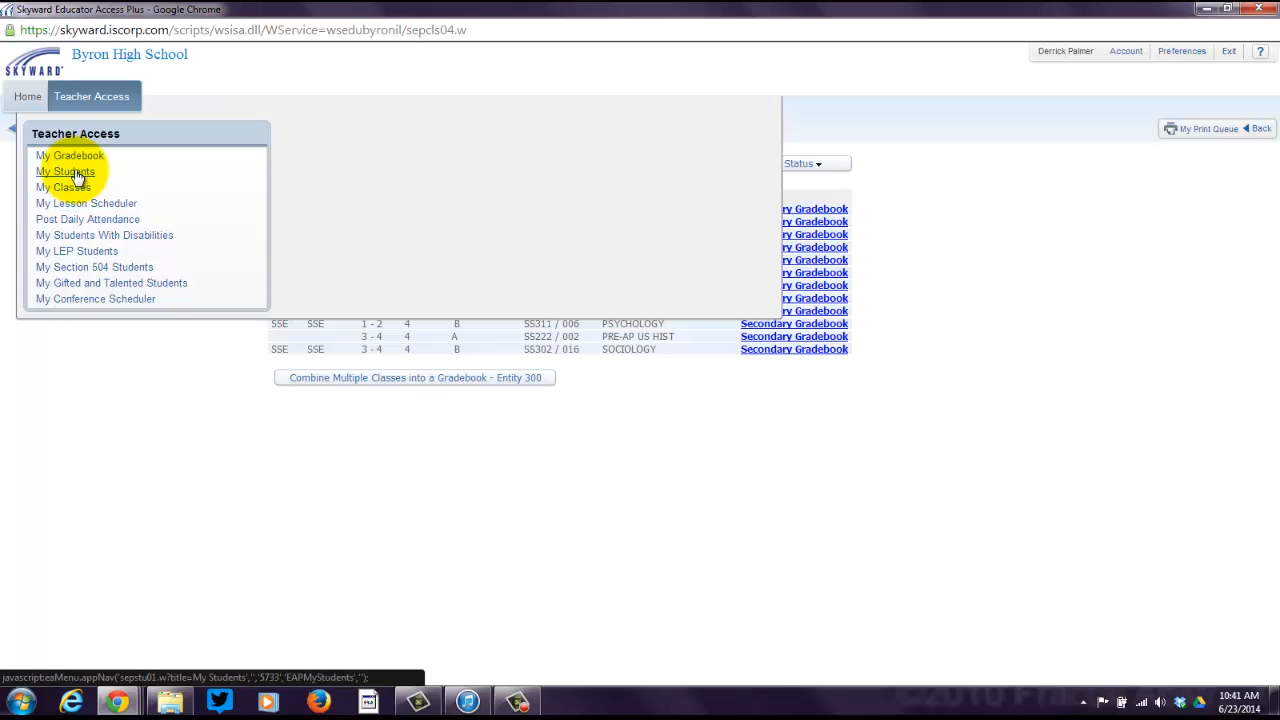 Skyward Educator Access Plus - Google Chrome
https://skyward.iscorp.com/scripts/wsisa.dll/WService=wsedubyronil/sepcls04.w
SKYWARD
Byron High School
Derrick Palmer Account Preferences Exit ?
Home Teacher Access
My Print Queue Back
Teacher Access
My Gradebook
My Students
My Classes
My Lesson Scheduler
Post Daily Attendance
My Students With Disabilities
My LEP Students
My Section 504 Students
My Gifted and Talented Students
My Conference Scheduler
Status
ry Gradebook
ry Gradebook
ry Gradebook
ry Gradebook
ry Gradebook
ry Gradebook
ry Gradebook
ry Gradebook
ry Gradebook
SSE SSE 1 - 2 4 B SS311 / 006 PSYCHOLOGY Secondary Gradebook
3 - 4 4 A SS222 / 002 PRE-AP US HIST Secondary Gradebook
SSE SSE 3 - 4 4 B SS302 / 016 SOCIOLOGY Secondary Gradebook
Combine Multiple Classes into a Gradebook - Entity 300
javascript:eaMenu.appNav('sepstu01.w?title=My Students','','5733','EAPMyStudents','');
10:41 AM
6/23/2014